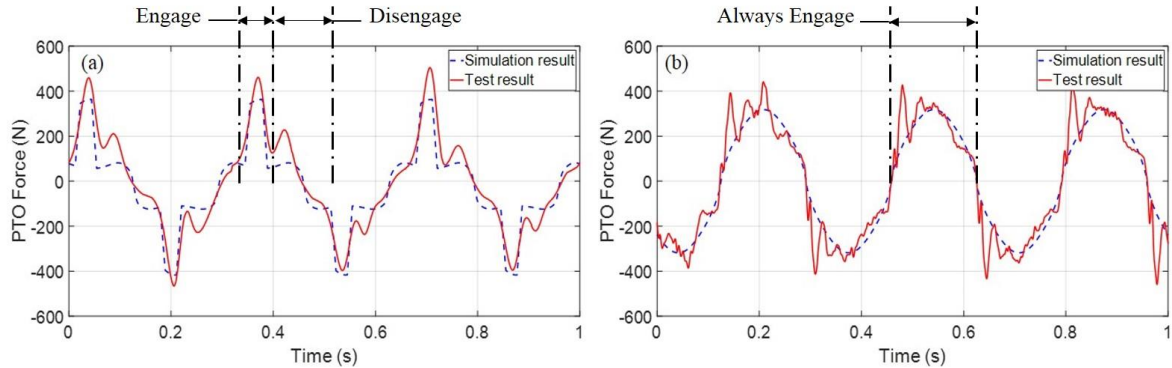 Engage Disengage
Always Engage
(a)
Simulation result
Test result
PTO Force (N)
600
400
200
0
-200
-400
-600
0 0.2 0.4 0.6 0.8 1
Time (s)
(b)
Simulation result
Test result
PTO Force (N)
600
400
200
0
-200
-400
-600
0 0.2 0.4 0.6 0.8 1
Time (s)